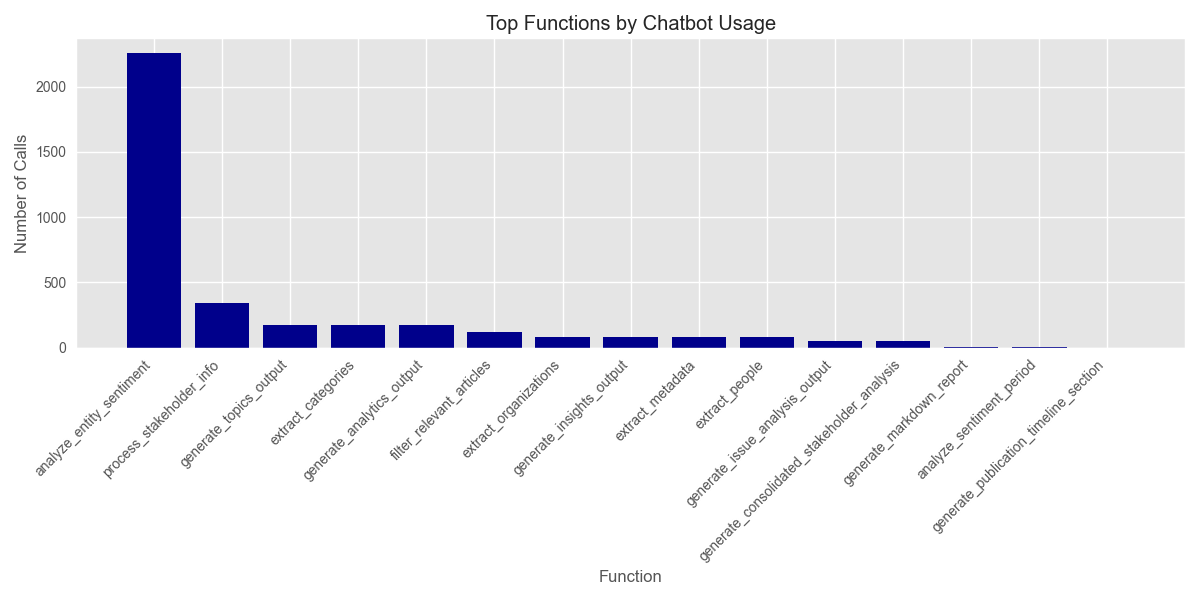 Top Functions by Chatbot Usage
Number of Calls
2000
1500
1000
500
0
analyze_entity_sentiment
process_stakeholder_info
generate_topics_output
extract_categories
generate_analytics_output
filter_relevant_articles
extract_organizations
generate_insights_output
extract_metadata
extract_people
generate_issue_analysis_output
generate_consolidated_stakeholder_analysis
generate_markdown_report
analyze_sentiment_period
generate_publication_timeline_section
Function